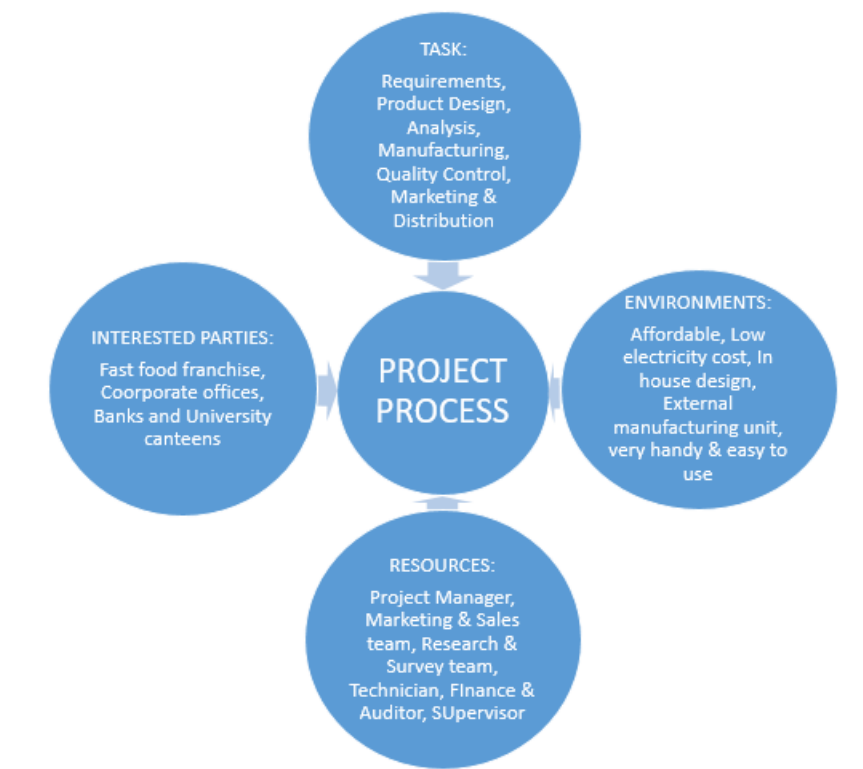 TASK:
Requirements,
Product Design,
Analysis,
Manufacturing,
Quality Control,
Marketing &
Distribution
INTERESTED PARTIES:
Fast food franchise,
Coorporate offices,
Banks and University
canteens
PROJECT
PROCESS
ENVIRONMENTS:
Affordable, Low
electricity cost, In
house design,
External
manufacturing unit,
very handy & easy to
use
RESOURCES:
Project Manager,
Marketing & Sales
team, Research &
Survey team,
Technician, FInance &
Auditor, SUpervisor